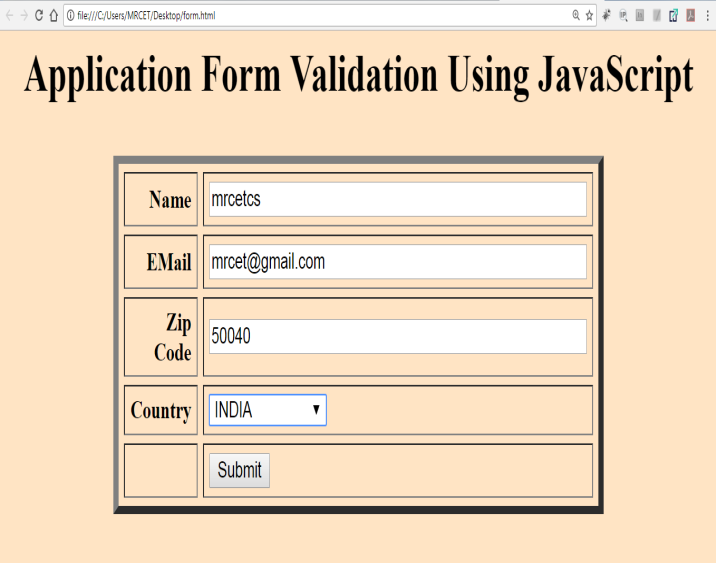 file:///C:/Users/MRCET/Desktop/form.html
Application Form Validation Using JavaScript
Name mrcetcs
EMail mrcet@gmail.com
Zip
Code 50040
Country INDIA
Submit